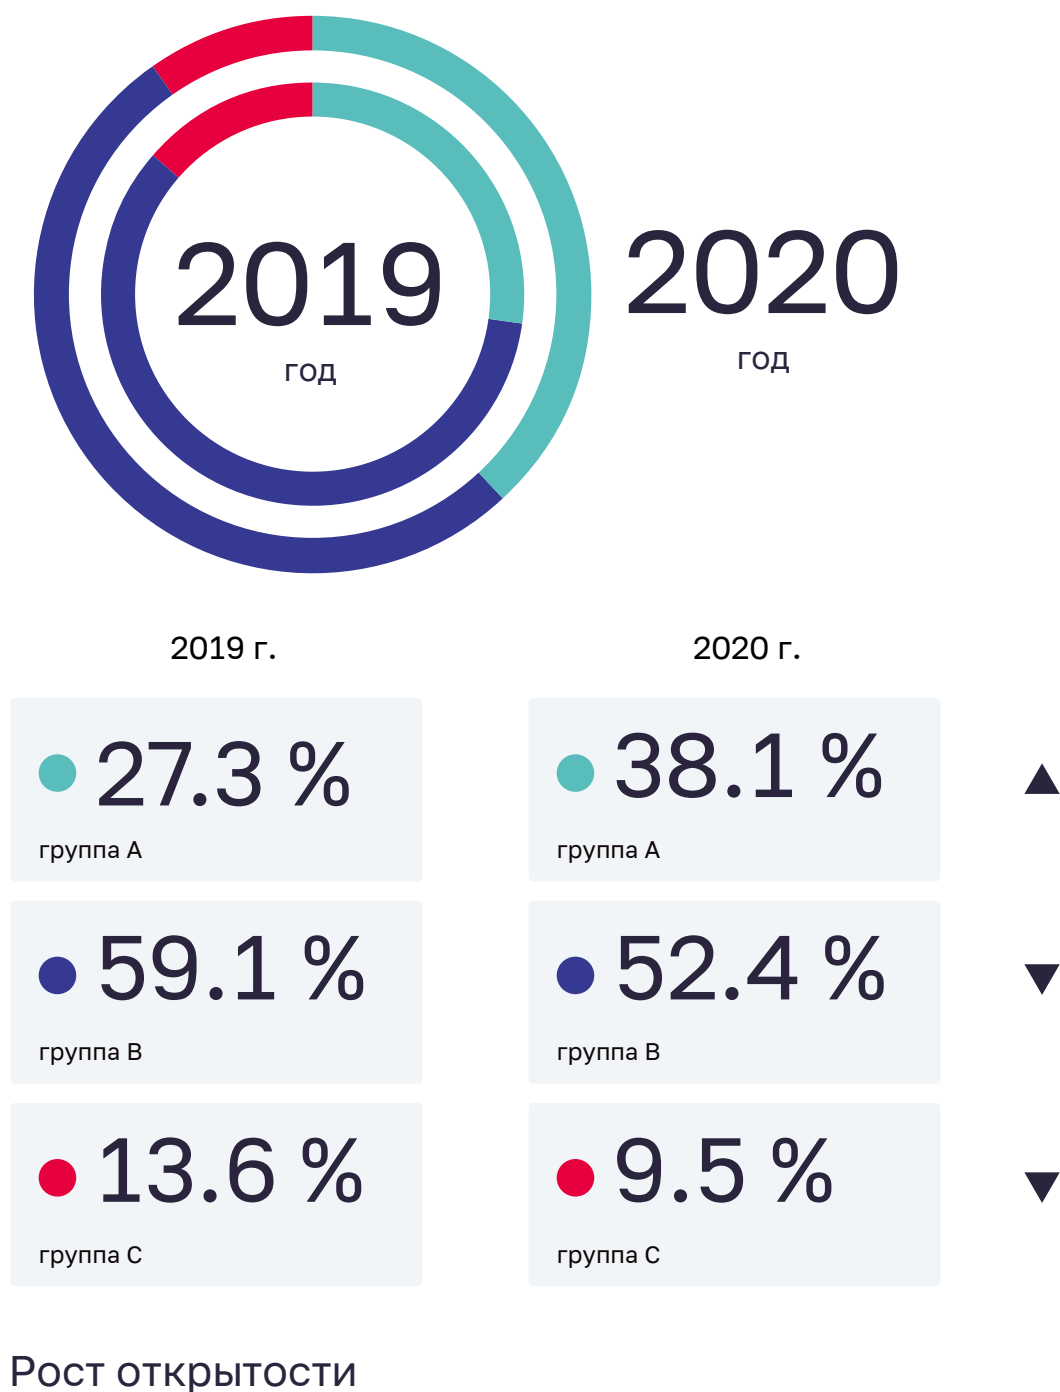 2019
год
2020
год
2019 г.
2020 г.
27.3 %
группа A
38.1 %
группа A
59.1 %
группа B
52.4 %
группа B
13.6 %
группа C
9.5 %
группа C
Рост открытости